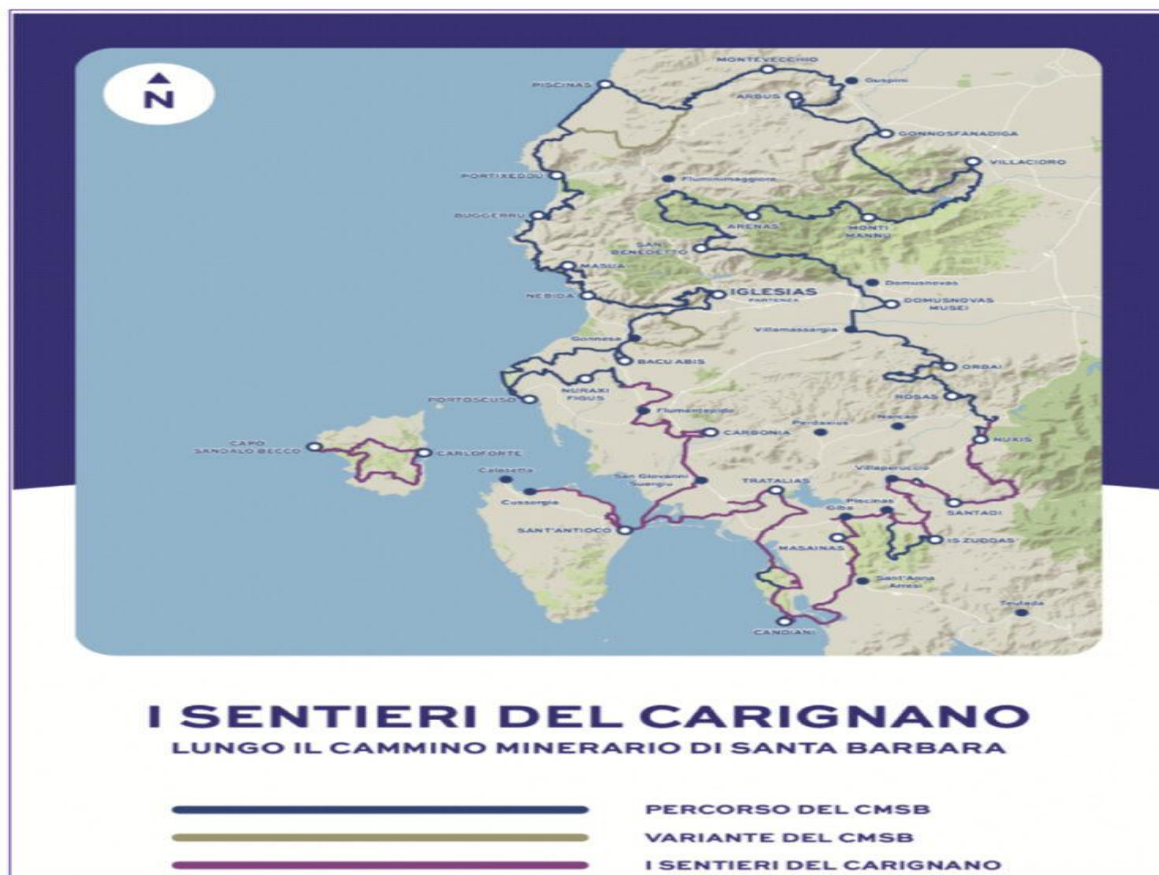 N
MONTEVECCHIO
PISCINAS
Guspini
ARBUS
GONNOSFANADIGA
VILLACIDRO
PORTIXEDDU
Fluminimaggiore
BUGGERRU
ARENAS
MONTI
MANNU
SAN
BENEDETTO
MASUA
Domusnovas
NEBIDA
IGLESIAS
PARTENZA
DOMUSNOVAS
MUSEI
Villamassargia
Gonnesa
BACU ABIS
ORBAI
NURAXI
FIGUS
PORTOSCUSO
ROSAS
Flumentepido
Narcao
Perdaxius
CARBONIA
NUXIS
CAPO
SANDALO BECCO
CARLOFORTE
Calasetta
Cussorgia
San Giovanni
Suergiu
TRATALIAS
Villaperuccio
Piscinas
Giba
SANTADI
SANT'ANTIOCO
MASAINAS
IS ZUDDAS
Sant'Anna
Arresi
Teulada
CANDIANI
I SENTIERI DEL CARIGNANO
LUNGO IL CAMMINO MINERARIO DI SANTA BARBARA
PERCORSO DEL CMSB
VARIANTE DEL CMSB
I SENTIERI DEL CARIGNANO